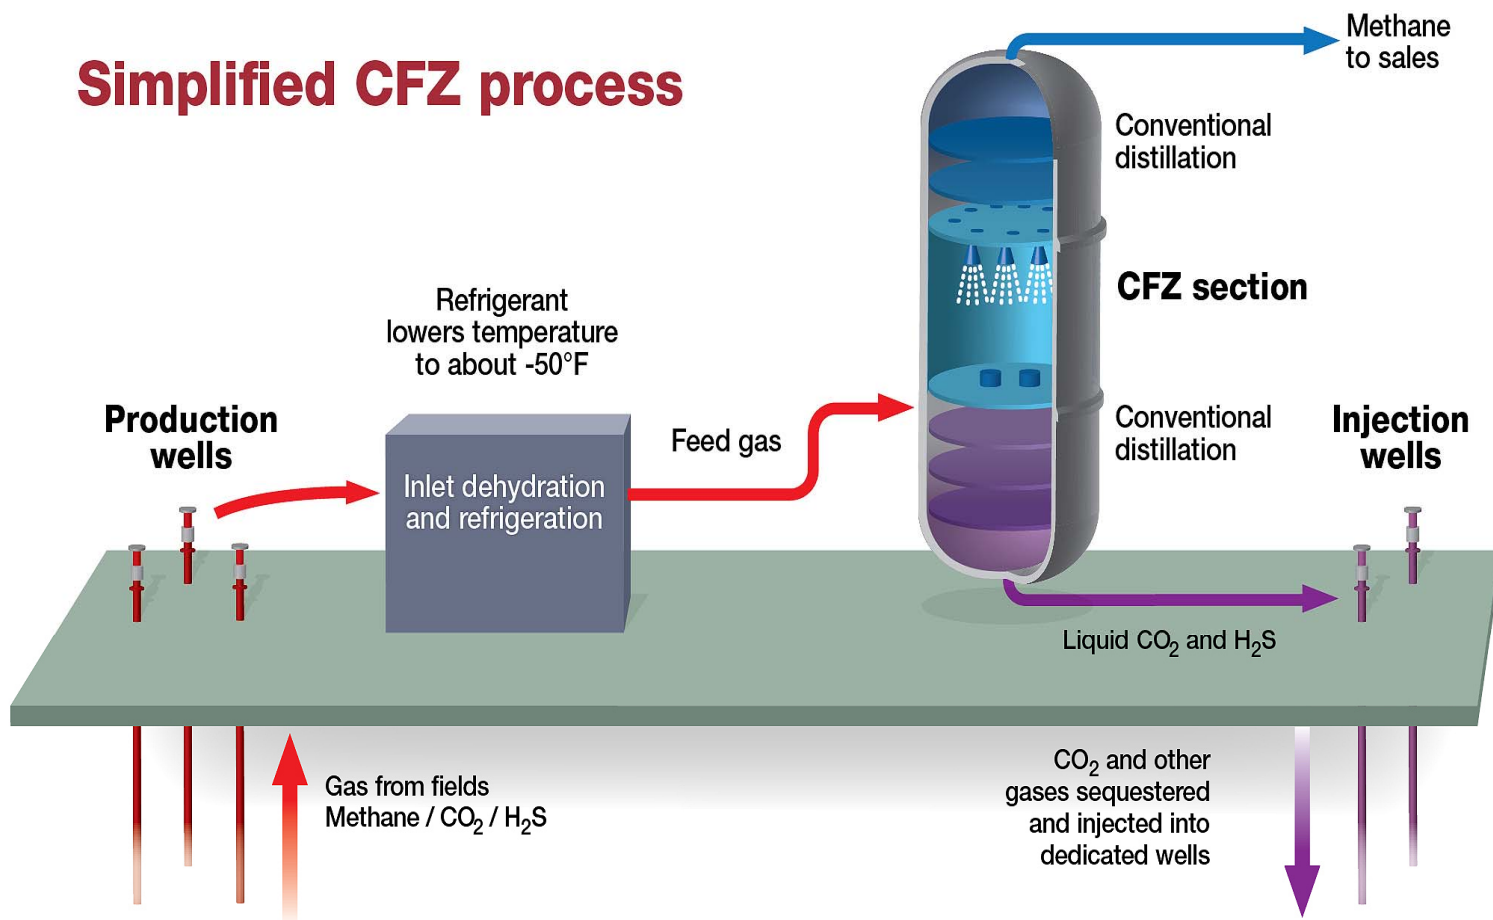 Simplified CFZ process
Methane
to sales
Conventional
distillation
CFZ section
Refrigerant
lowers temperature
to about -50°F
Production
wells
Inlet dehydration
and refrigeration
Feed gas
Conventional
distillation
Injection
wells
Liquid CO₂ and H₂S
Gas from fields
Methane / CO₂ / H₂S
CO₂ and other
gases sequestered
and injected into
dedicated wells